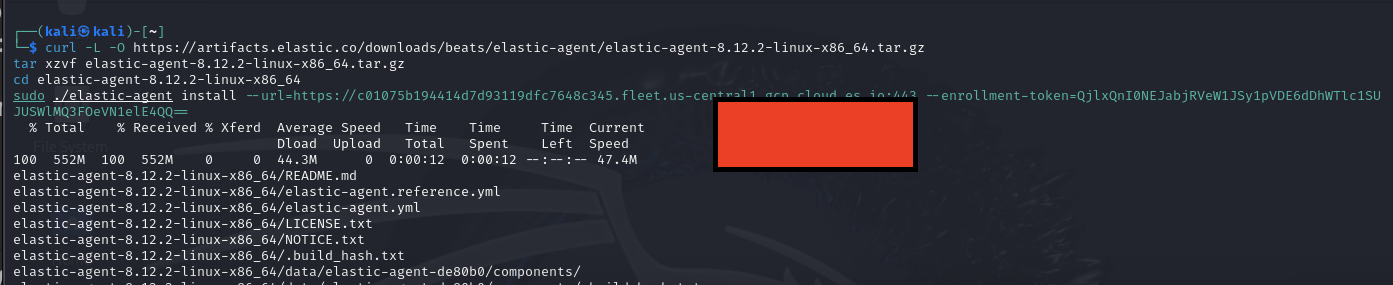 ┌──(kali㉿kali)-[~]
└─$ curl -L -O https://artifacts.elastic.co/downloads/beats/elastic-agent/elastic-agent-8.12.2-linux-x86_64.tar.gz
tar xzvf elastic-agent-8.12.2-linux-x86_64.tar.gz
cd elastic-agent-8.12.2-linux-x86_64
sudo ./elastic-agent install --url=https://c01075b194414d7d93119dfc7648c345.fleet.us-central1.gcp.cloud.es.io:443 --enrollment-token=QjlxQnI0NEJabjRVeW1JSy1pVDE6dDhWTlc1SU
JUSWlMQ3FOeVN1elE4QQ==
% Total % Received % Xferd Average Speed Time Time Time Current
Dload Upload Total Spent Left Speed
100 552M 100 552M 0 0 44.3M 0 0:00:12 0:00:12 --:--:-- 47.4M
File System
elastic-agent-8.12.2-linux-x86_64/README.md
elastic-agent-8.12.2-linux-x86_64/elastic-agent.reference.yml
elastic-agent-8.12.2-linux-x86_64/elastic-agent.yml
elastic-agent-8.12.2-linux-x86_64/LICENSE.txt
elastic-agent-8.12.2-linux-x86_64/NOTICE.txt
elastic-agent-8.12.2-linux-x86_64/.build_hash.txt
elastic-agent-8.12.2-linux-x86_64/data/elastic-agent-de80b0/components/